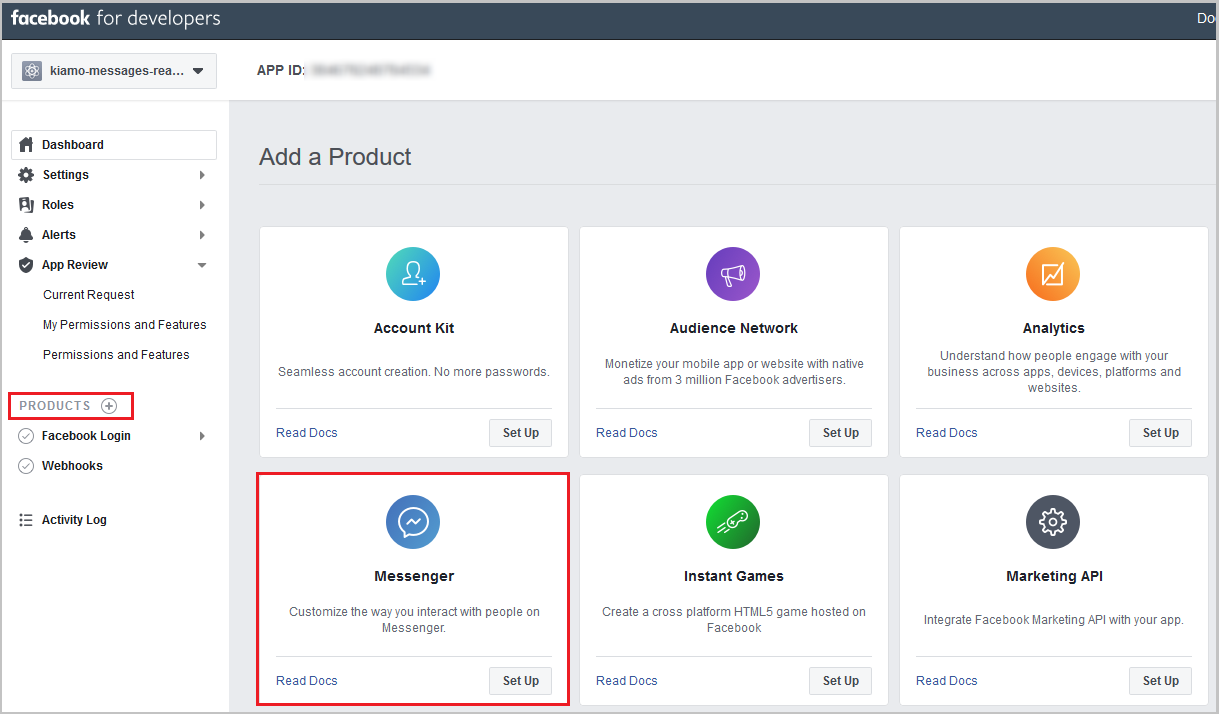 facebook for developers
Do
kiamo-messages-rea...
APP ID:
Dashboard
Settings
Roles
Alerts
App Review
Current Request
My Permissions and Features
Permissions and Features
PRODUCTS
Facebook Login
Webhooks
Activity Log
Add a Product
Account Kit
Seamless account creation. No more passwords.
Read Docs
Set Up
Audience Network
Monetize your mobile app or website with native
ads from 3 million Facebook advertisers.
Read Docs
Set Up
Analytics
Understand how people engage with your
business across apps, devices, platforms and
websites.
Read Docs
Set Up
Messenger
Customize the way you interact with people on
Messenger.
Read Docs
Set Up
Instant Games
Create a cross platform HTML5 game hosted on
Facebook
Read Docs
Set Up
Marketing API
Integrate Facebook Marketing API with your app.
Read Docs
Set Up